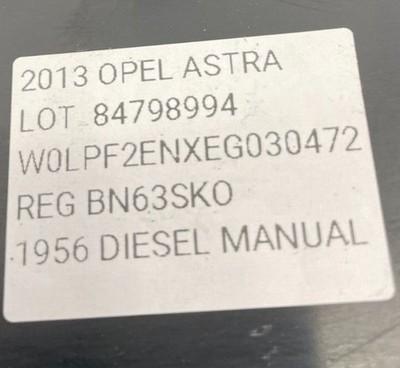 2013 OPEL ASTRA
LOT 84798994
W0LPF2ENXEG030472
REG BN63SKO
1956 DIESEL MANUAL